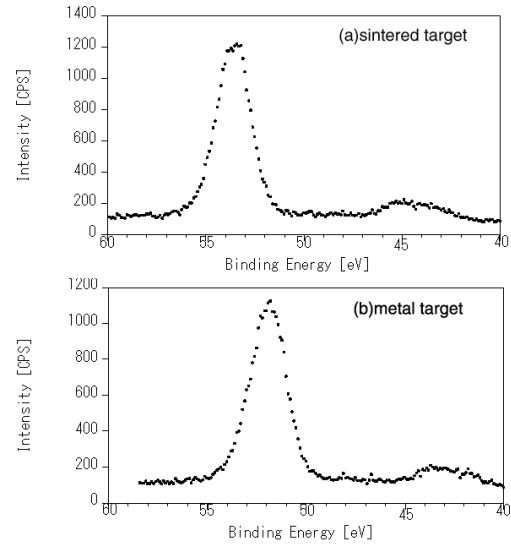 1400
1200
1000
800
600
400
200
0
Intensity [CPS]
(a)sintered target
60 55 50 45 40
Binding Energy [eV]
1200
1000
800
600
400
200
0
Intensity [CPS]
(b)metal target
60 55 50 45 40
Binding Energy [eV]